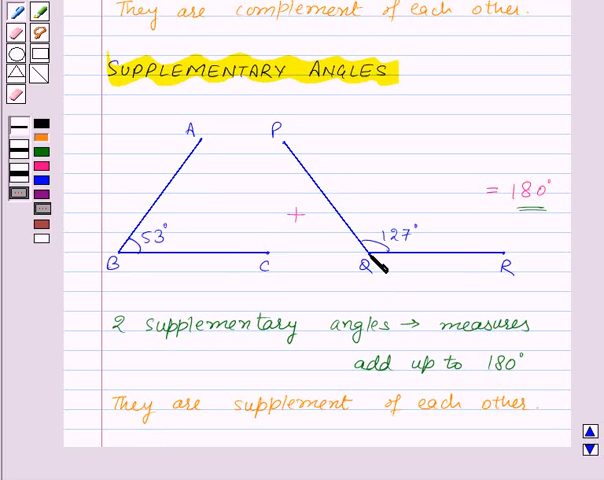 They are complement of each other.
SUPPLEMENTARY ANGLES
A P
53° + 127° = 180°
B C Q R
2 supplementary angles → measures
add up to 180°
They are supplement of each other.